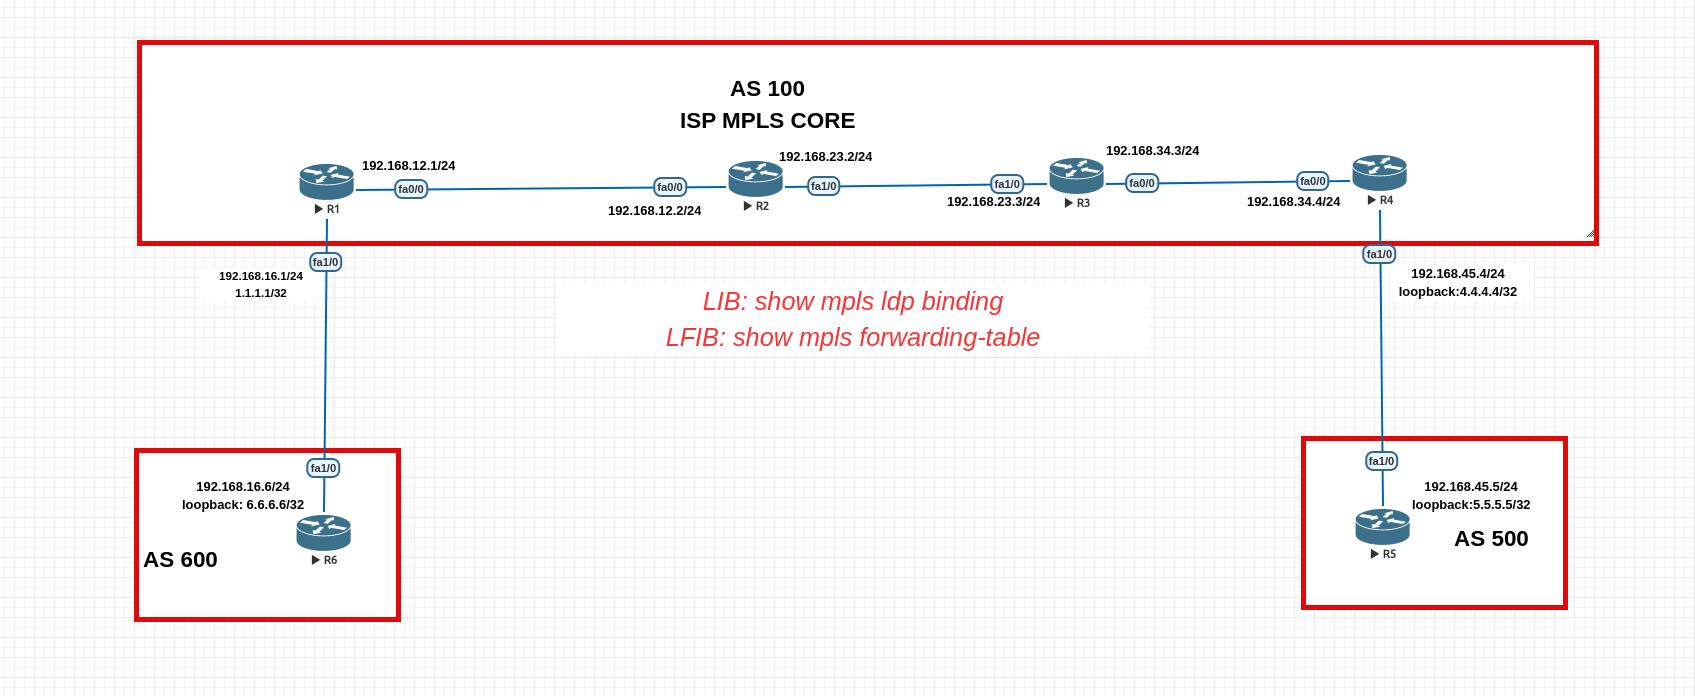 AS 100
ISP MPLS CORE
192.168.12.1/24
fa0/0
R1
fa0/0
192.168.12.2/24
192.168.23.2/24
fa1/0
R2
fa1/0
192.168.23.3/24
192.168.34.3/24
fa0/0
R3
fa0/0
192.168.34.4/24
R4
fa1/0
192.168.16.1/24
1.1.1.1/32
fa1/0
192.168.45.4/24
loopback:4.4.4.4/32
LIB: show mpls ldp binding
LFIB: show mpls forwarding-table
fa1/0
192.168.16.6/24
loopback: 6.6.6.6/32
AS 600
R6
fa1/0
192.168.45.5/24
loopback:5.5.5.5/32
AS 500
R5